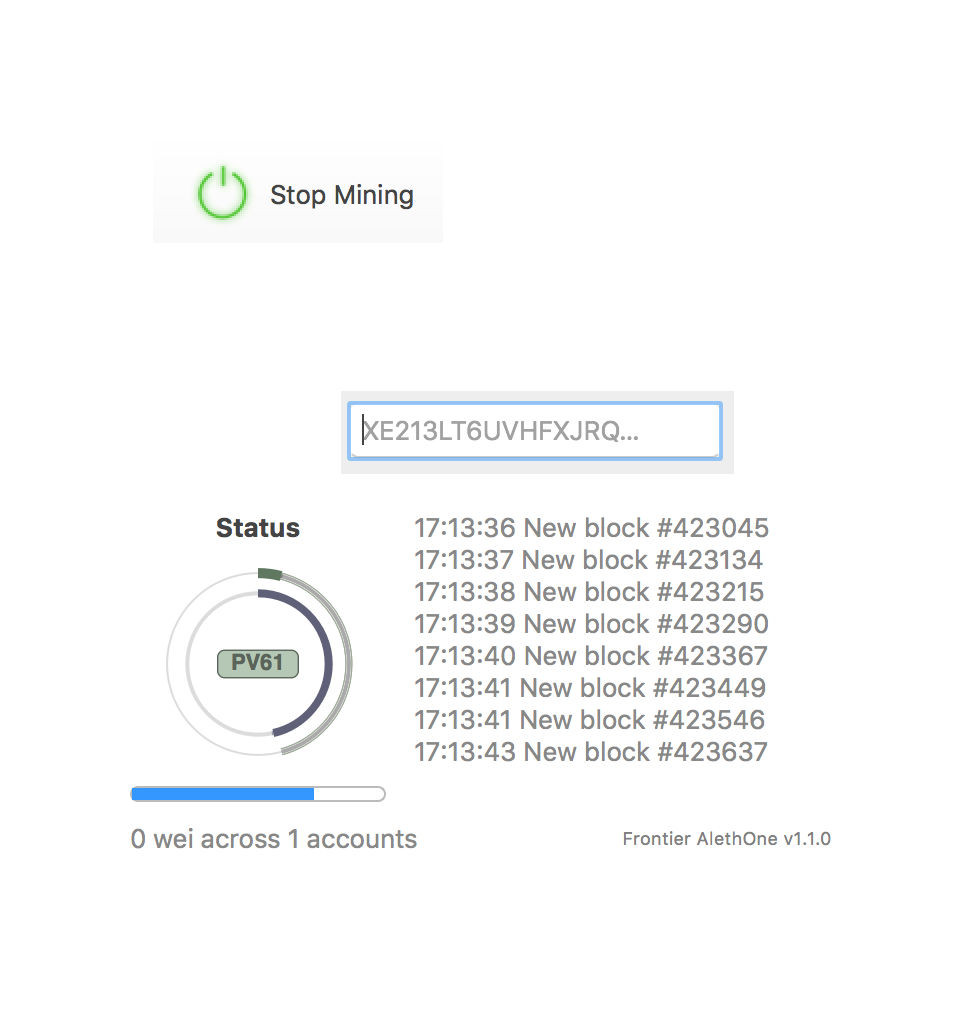 Stop Mining
XE213LT6UVHFXJRQ...
Status
PV61
17:13:36 New block #423045
17:13:37 New block #423134
17:13:38 New block #423215
17:13:39 New block #423290
17:13:40 New block #423367
17:13:41 New block #423449
17:13:41 New block #423546
17:13:43 New block #423637
0 wei across 1 accounts
Frontier AlethOne v1.1.0